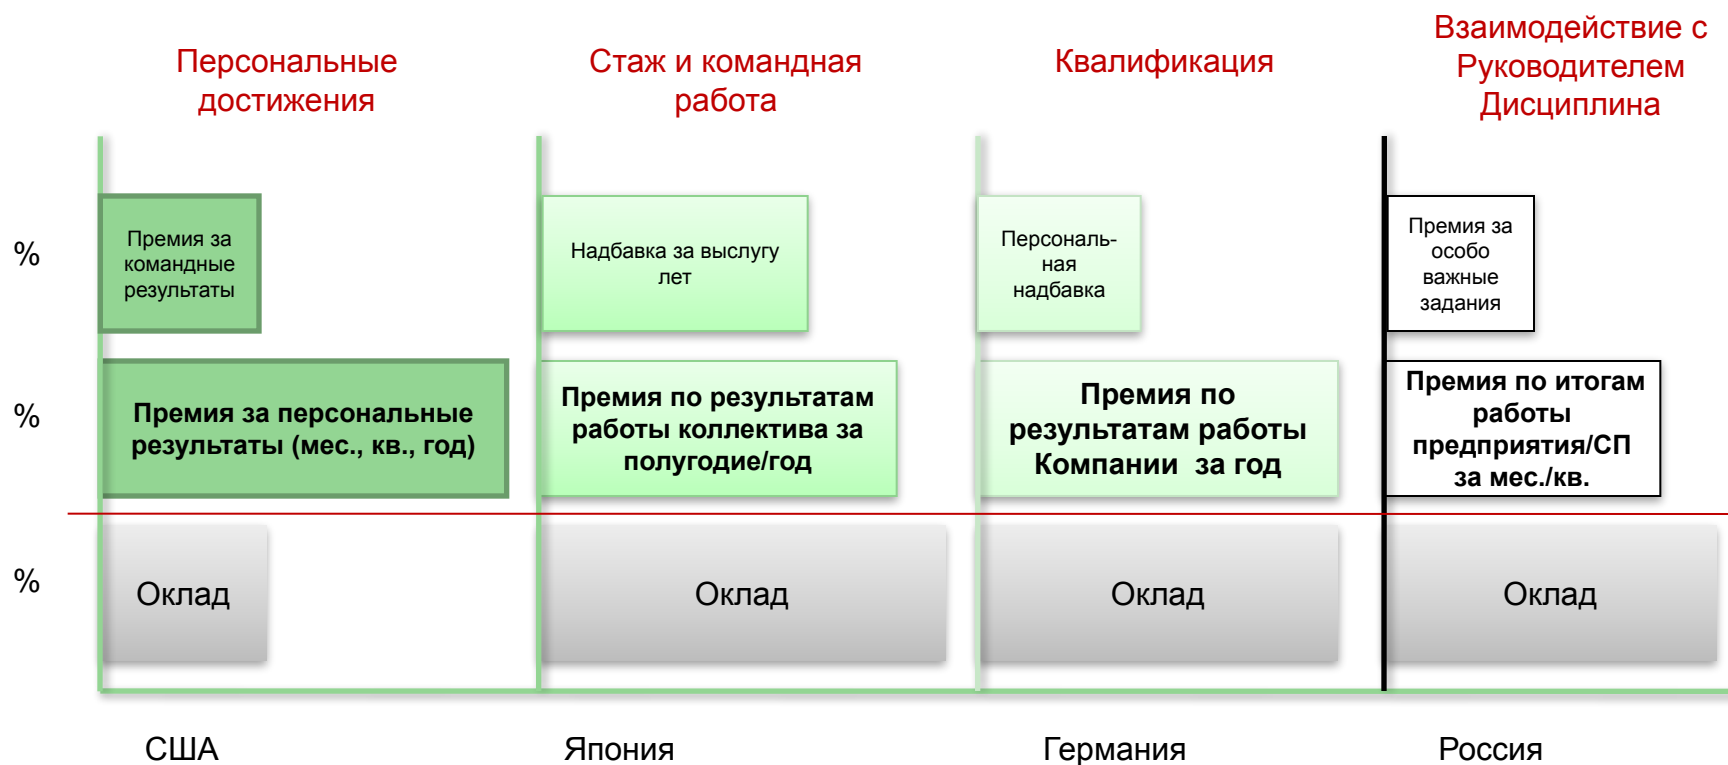 Персональные
достижения
Стаж и командная
работа
Квалификация
Взаимодействие с
Руководителем
Дисциплина
%
Премия за
командные
результаты
Надбавка за выслугу
лет
Персональ-
ная
надбавка
Премия за
особо
важные
задания
%
Премия за персональные
результаты (мес., кв., год)
Премия по результатам
работы коллектива за
полугодие/год
Премия по
результатам работы
Компании за год
Премия по итогам
работы
предприятия/СП
за мес./кв.
%
Оклад
Оклад
Оклад
Оклад
США
Япония
Германия
Россия